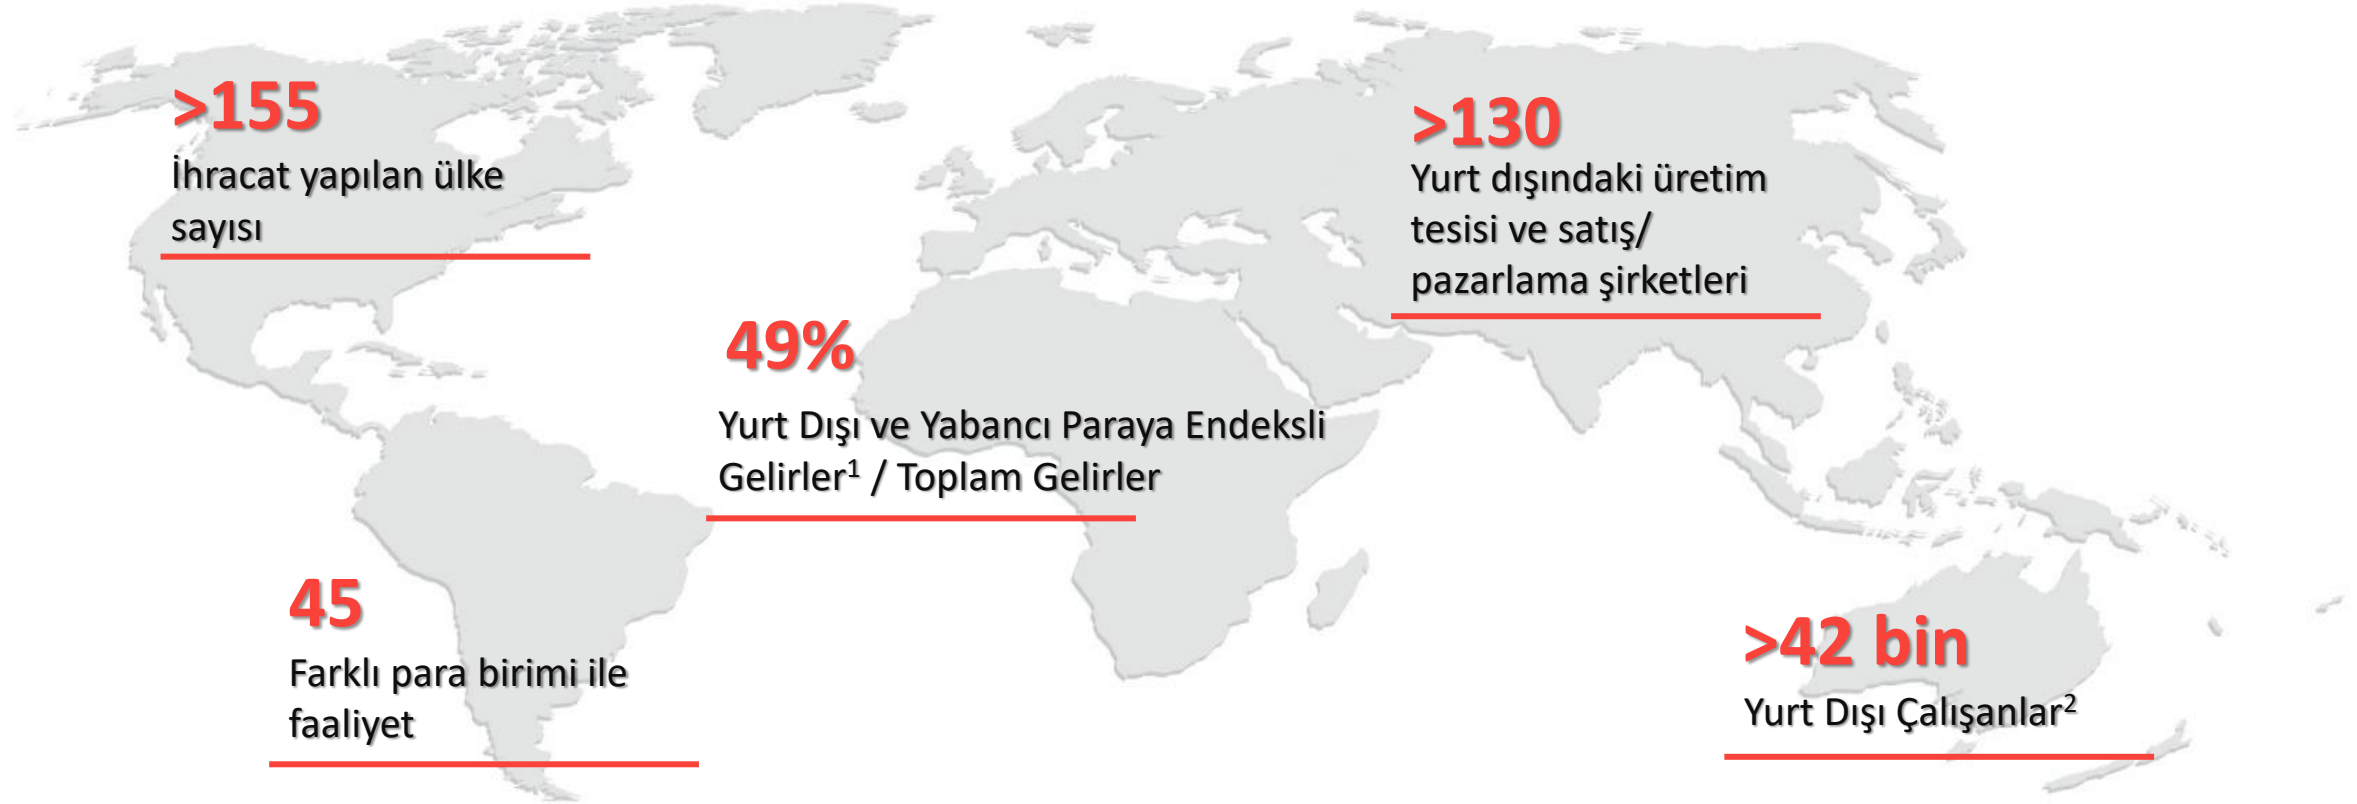 >155
İhracat yapılan ülke
sayısı
>130
Yurt dışındaki üretim
tesisi ve satış/
pazarlama şirketleri
49%
Yurt Dışı ve Yabancı Paraya Endeksli
Gelirler¹ / Toplam Gelirler
45
Farklı para birimi ile
faaliyet
>42 bin
Yurt Dışı Çalışanlar²